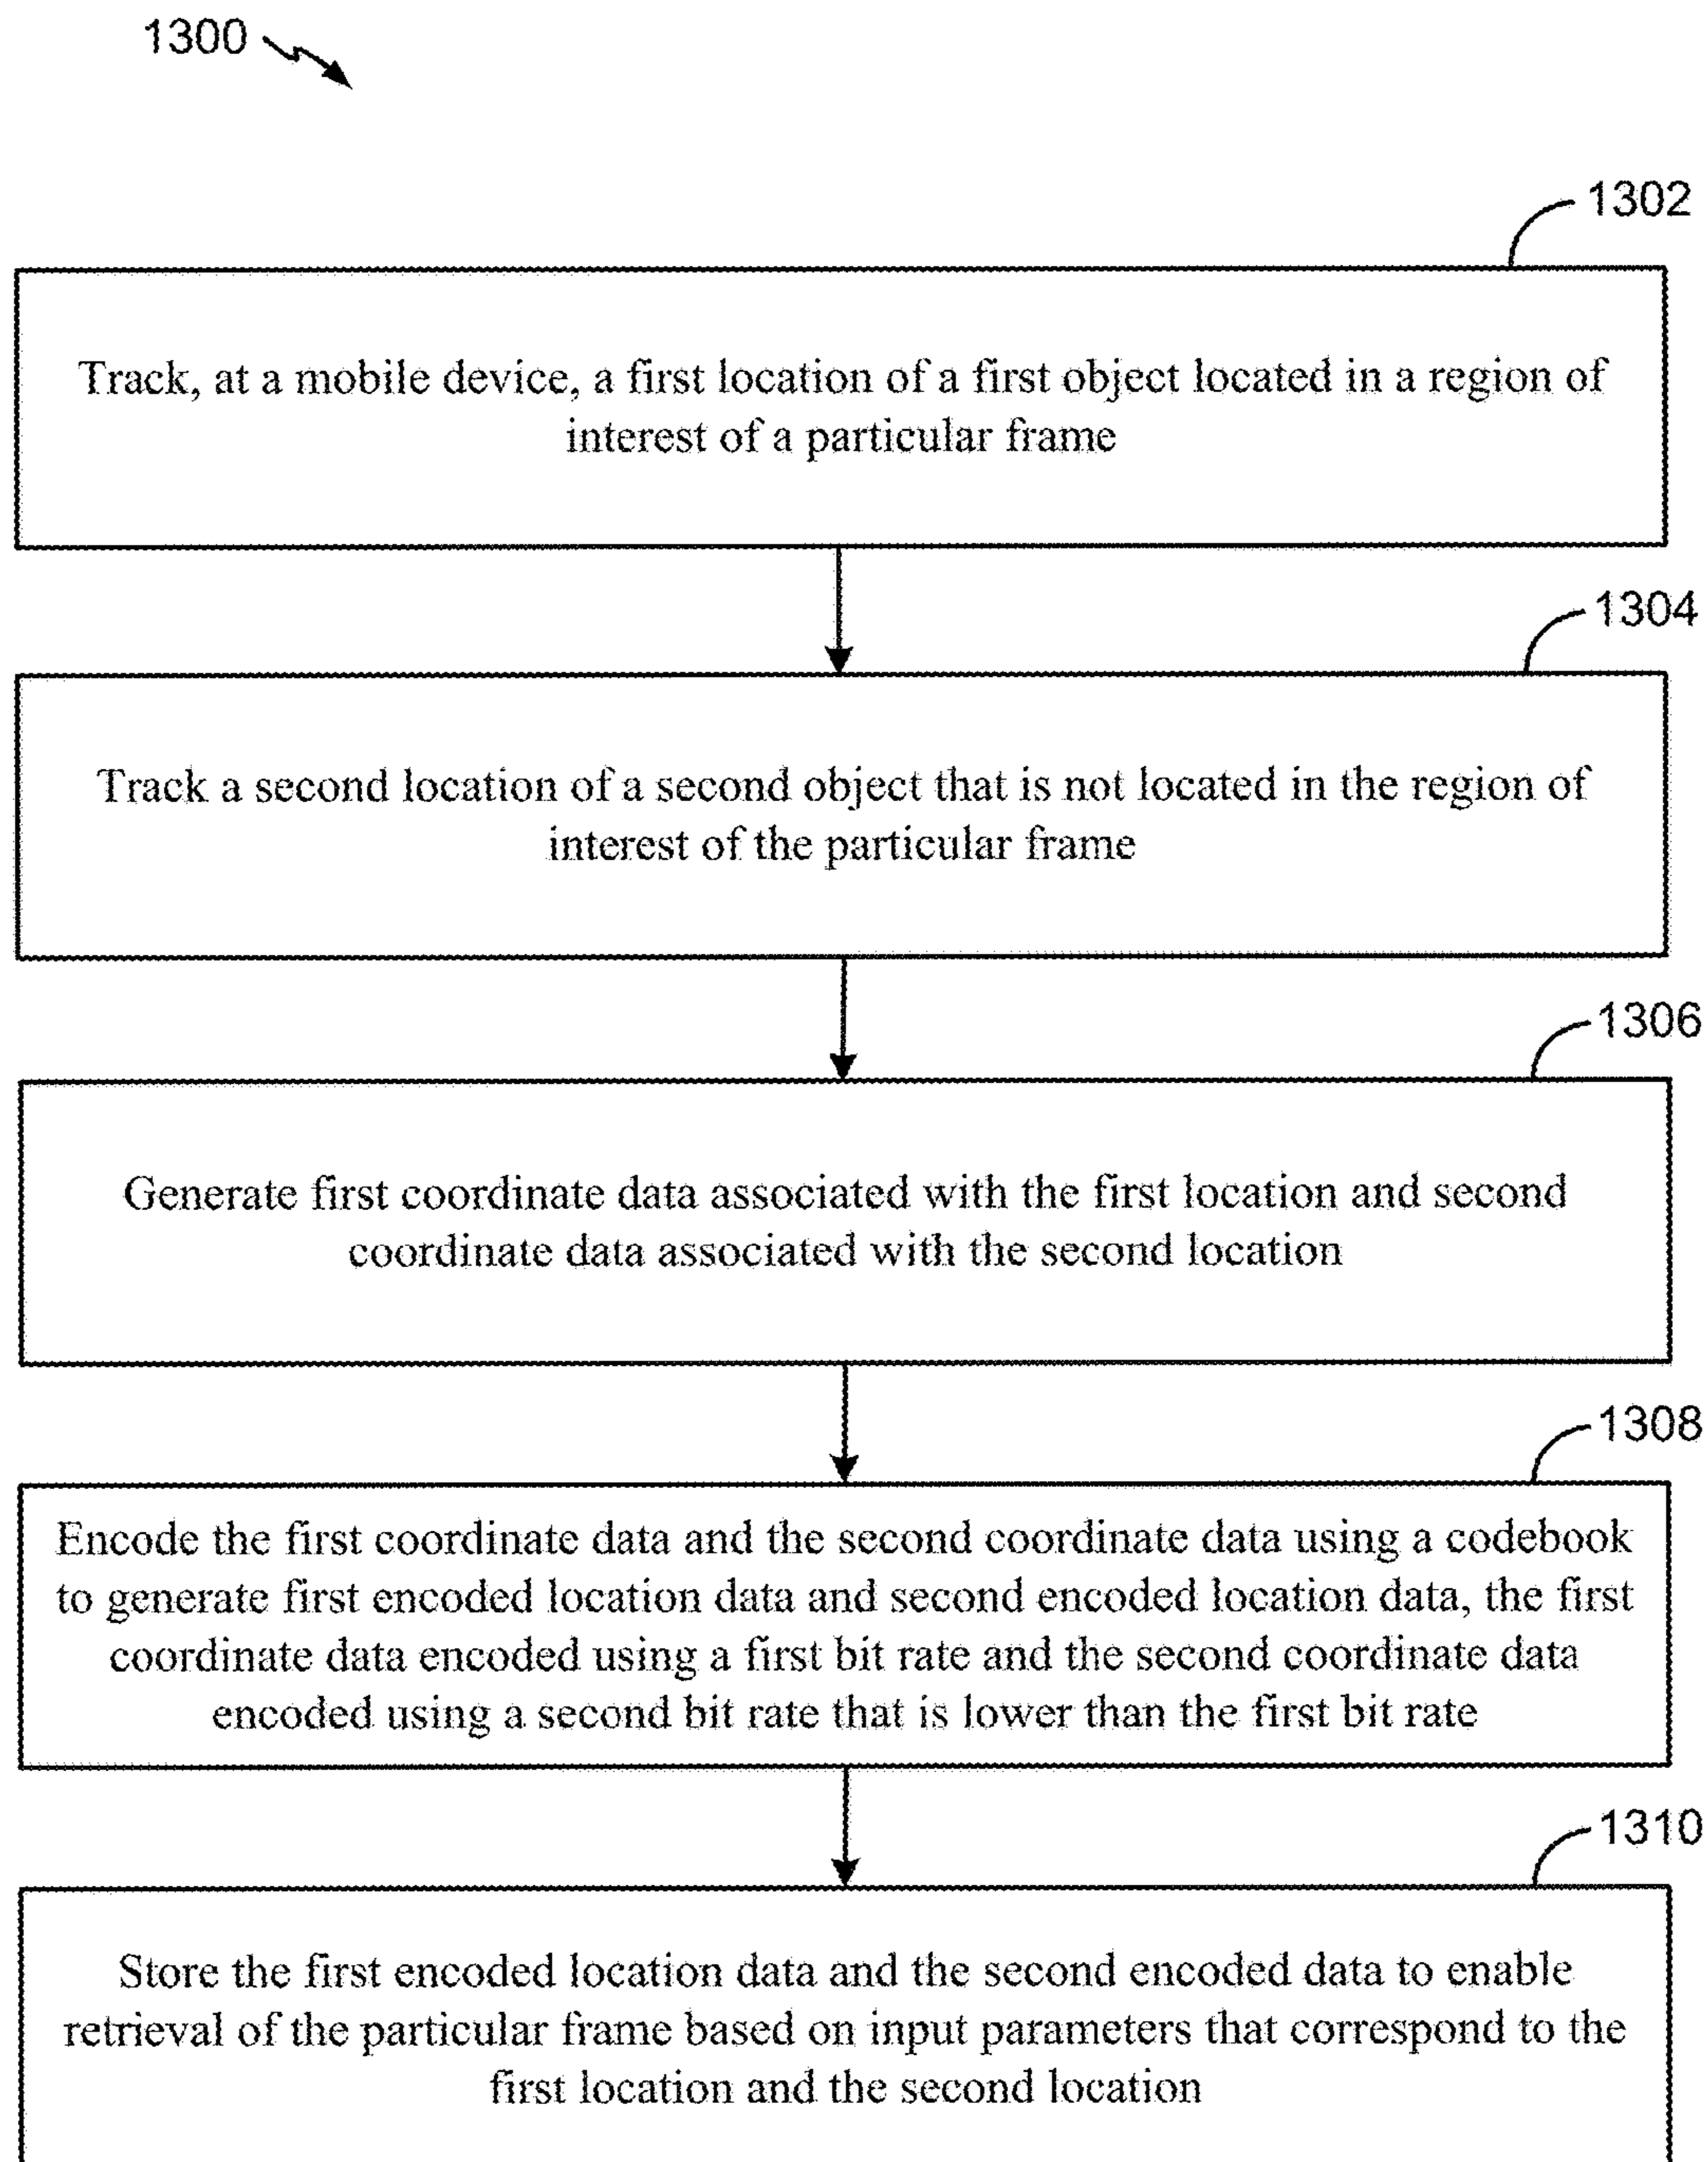 1300
1302
Track, at a mobile device, a first location of a first object located in a region of
interest of a particular frame
1304
Track a second location of a second object that is not located in the region of
interest of the particular frame
1306
Generate first coordinate data associated with the first location and second
coordinate data associated with the second location
1308
Encode the first coordinate data and the second coordinate data using a codebook
to generate first encoded location data and second encoded location data, the first
coordinate data encoded using a first bit rate and the second coordinate data
encoded using a second bit rate that is lower than the first bit rate
1310
Store the first encoded location data and the second encoded data to enable
retrieval of the particular frame based on input parameters that correspond to the
first location and the second location